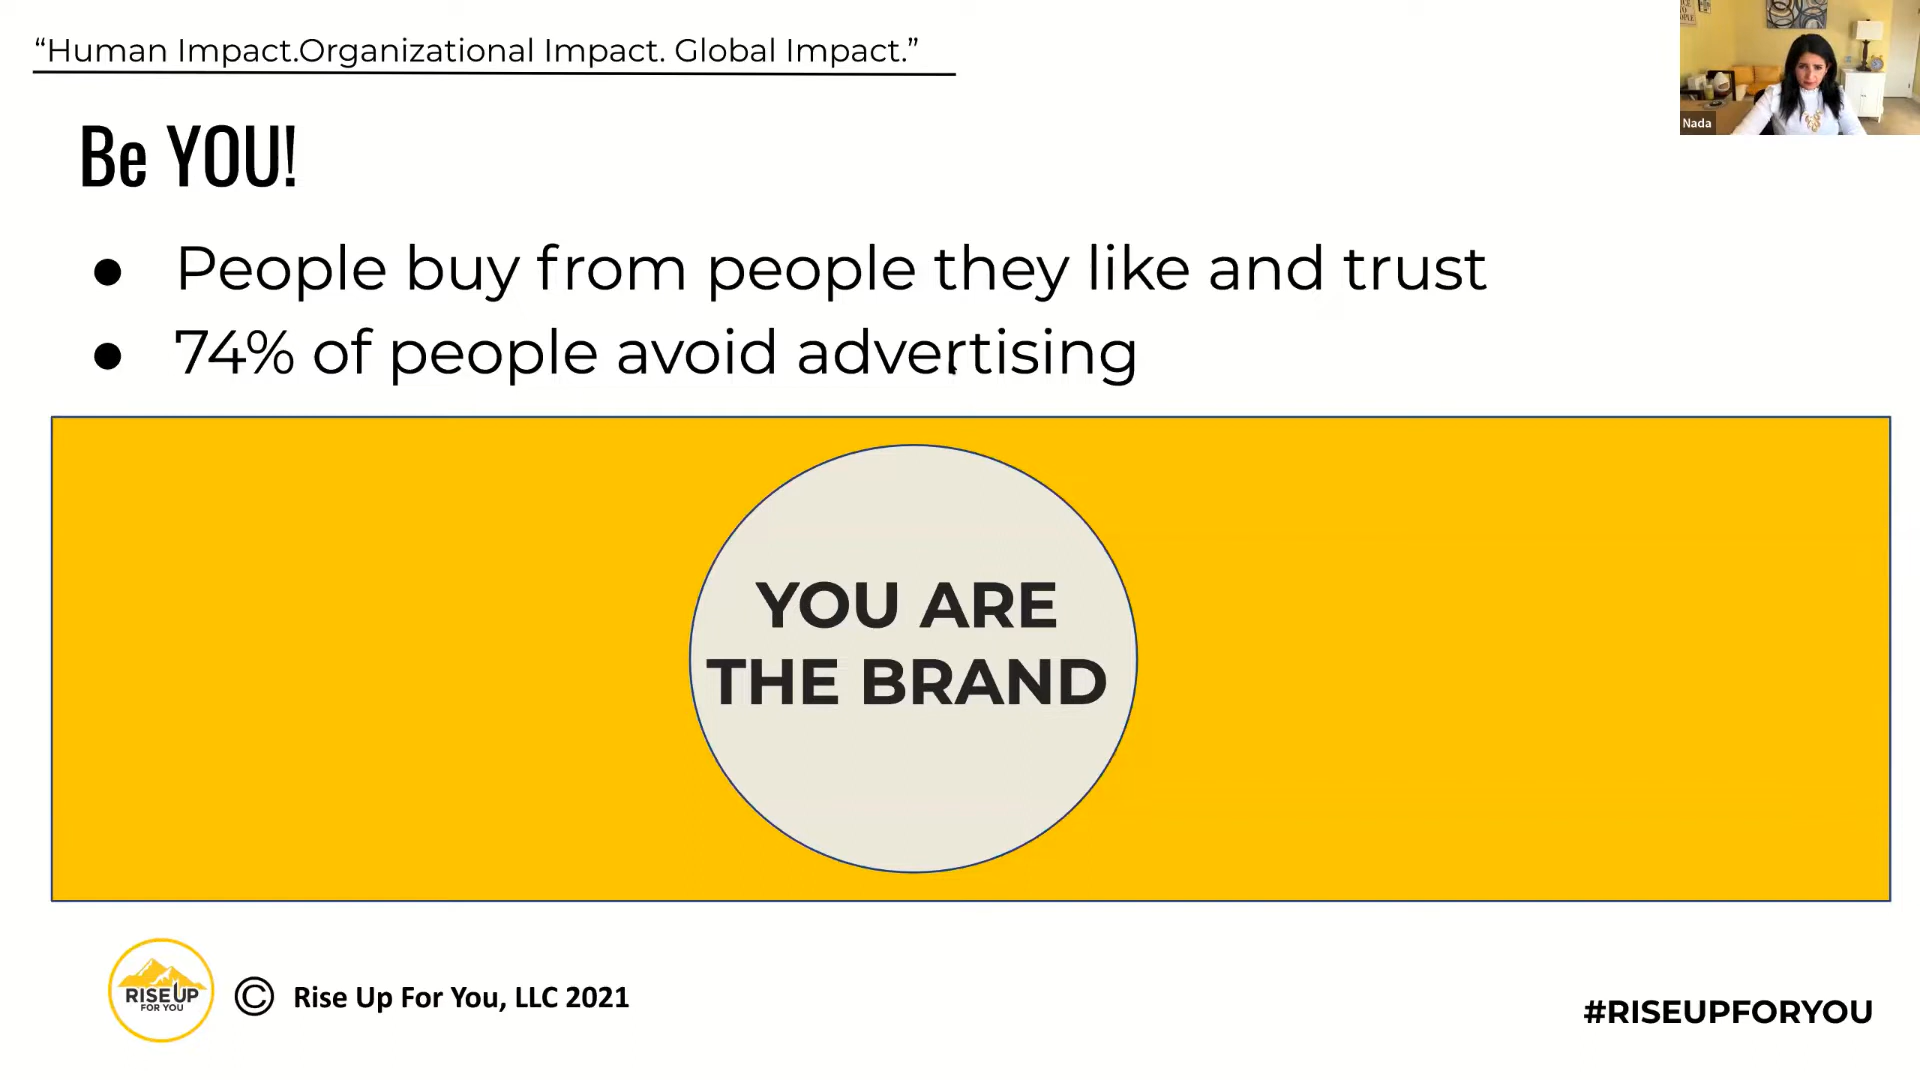 “Human Impact.Organizational Impact. Global Impact.”
Nada
Be YOU!
● People buy from people they like and trust
● 74% of people avoid advertising
YOU ARE
THE BRAND
RISE UP
FOR YOU
© Rise Up For You, LLC 2021
#RISEUPFORYOU